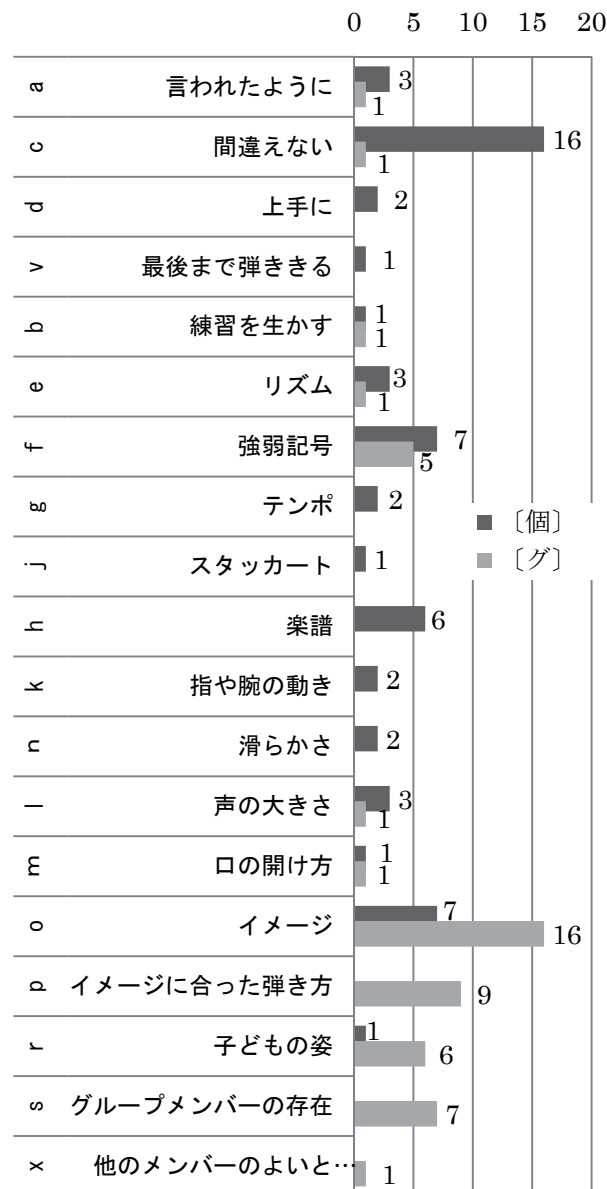 0 5 10 15 20
a 言われたように 3
1
c 間違えない 16
1
d 上手に 2
v 最後まで弾ききる 1
b 練習を生かす 1
1
e リズム 3
1
f 強弱記号 7
5
g テンポ 2
〔個〕
〔グ〕
j スタッカート 1
h 楽譜 6
k 指や腕の動き 2
n 滑らかさ 2
l 声の大きさ 3
1
m 口の開け方 1
1
o イメージ 7
16
p イメージに合った弾き方 9
r 子どもの姿 1
6
s グループメンバーの存在 7
x 他のメンバーのよいと… 1